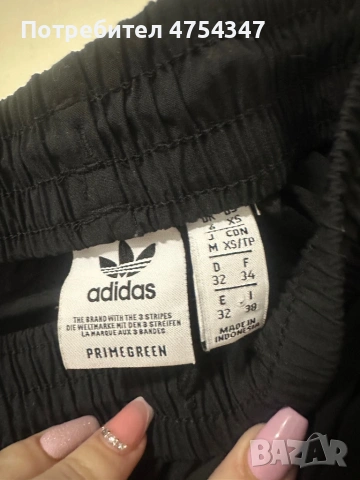 Потребител 4754347
adidas
THE BRAND WITH THE 3 STRIPES
DIE WELTMARKE MIT DEN 3 STREIFEN
LA MARQUE AUX 3 BANDES
PRIMEGREEN
XS
J CDN
M XS/TP
D F
32 34
E I
32 38
MADE IN
INDONESIA
BAZAR